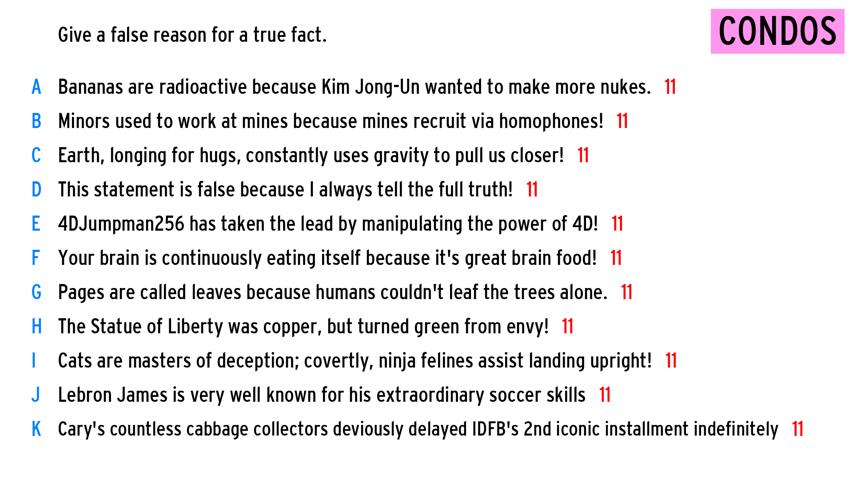 Give a false reason for a true fact.
CONDOS
A Bananas are radioactive because Kim Jong-Un wanted to make more nukes. 11
B Minors used to work at mines because mines recruit via homophones! 11
C Earth, longing for hugs, constantly uses gravity to pull us closer! 11
D This statement is false because I always tell the full truth! 11
E 4DJumpman256 has taken the lead by manipulating the power of 4D! 11
F Your brain is continuously eating itself because it's great brain food! 11
G Pages are called leaves because humans couldn't leaf the trees alone. 11
H The Statue of Liberty was copper, but turned green from envy! 11
I Cats are masters of deception; covertly, ninja felines assist landing upright! 11
J Lebron James is very well known for his extraordinary soccer skills 11
K Cary's countless cabbage collectors deviously delayed IDFB's 2nd iconic installment indefinitely 11